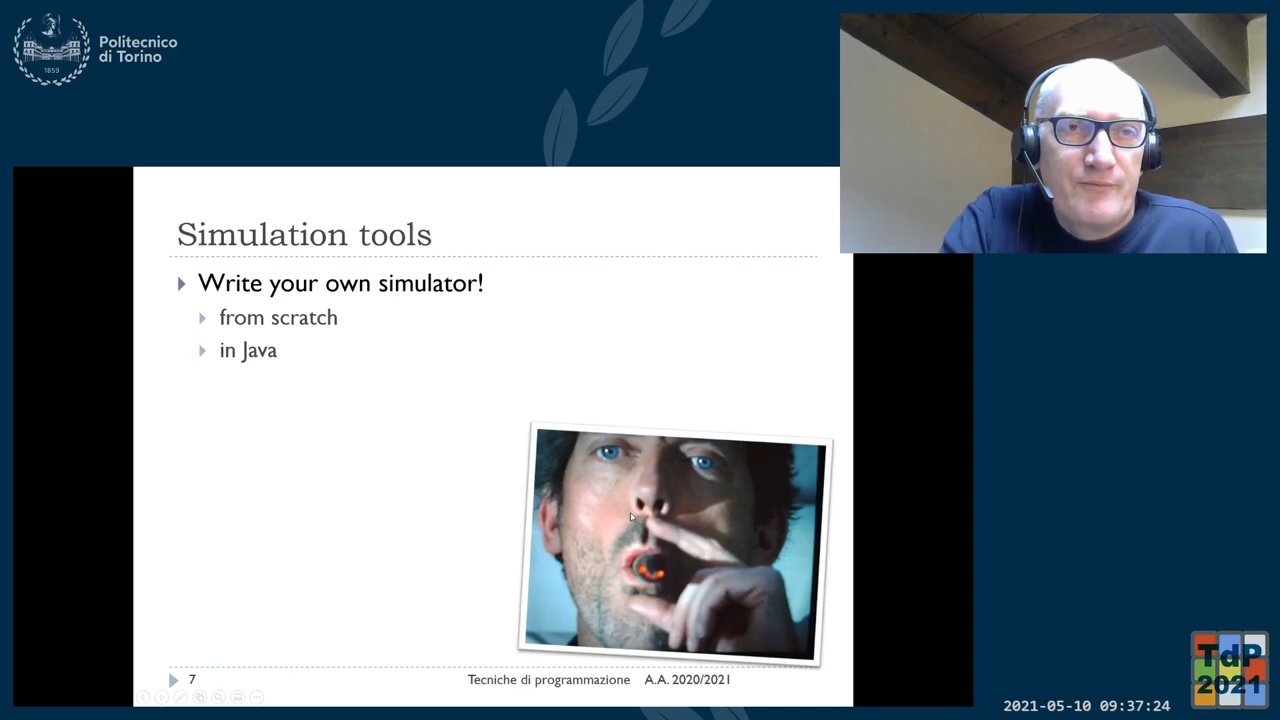 Politecnico
di Torino
1859
Simulation tools
Write your own simulator!
from scratch
in Java
7
Tecniche di programmazione A.A. 2020/2021
TdP
2021
2021-05-10 09:37:24